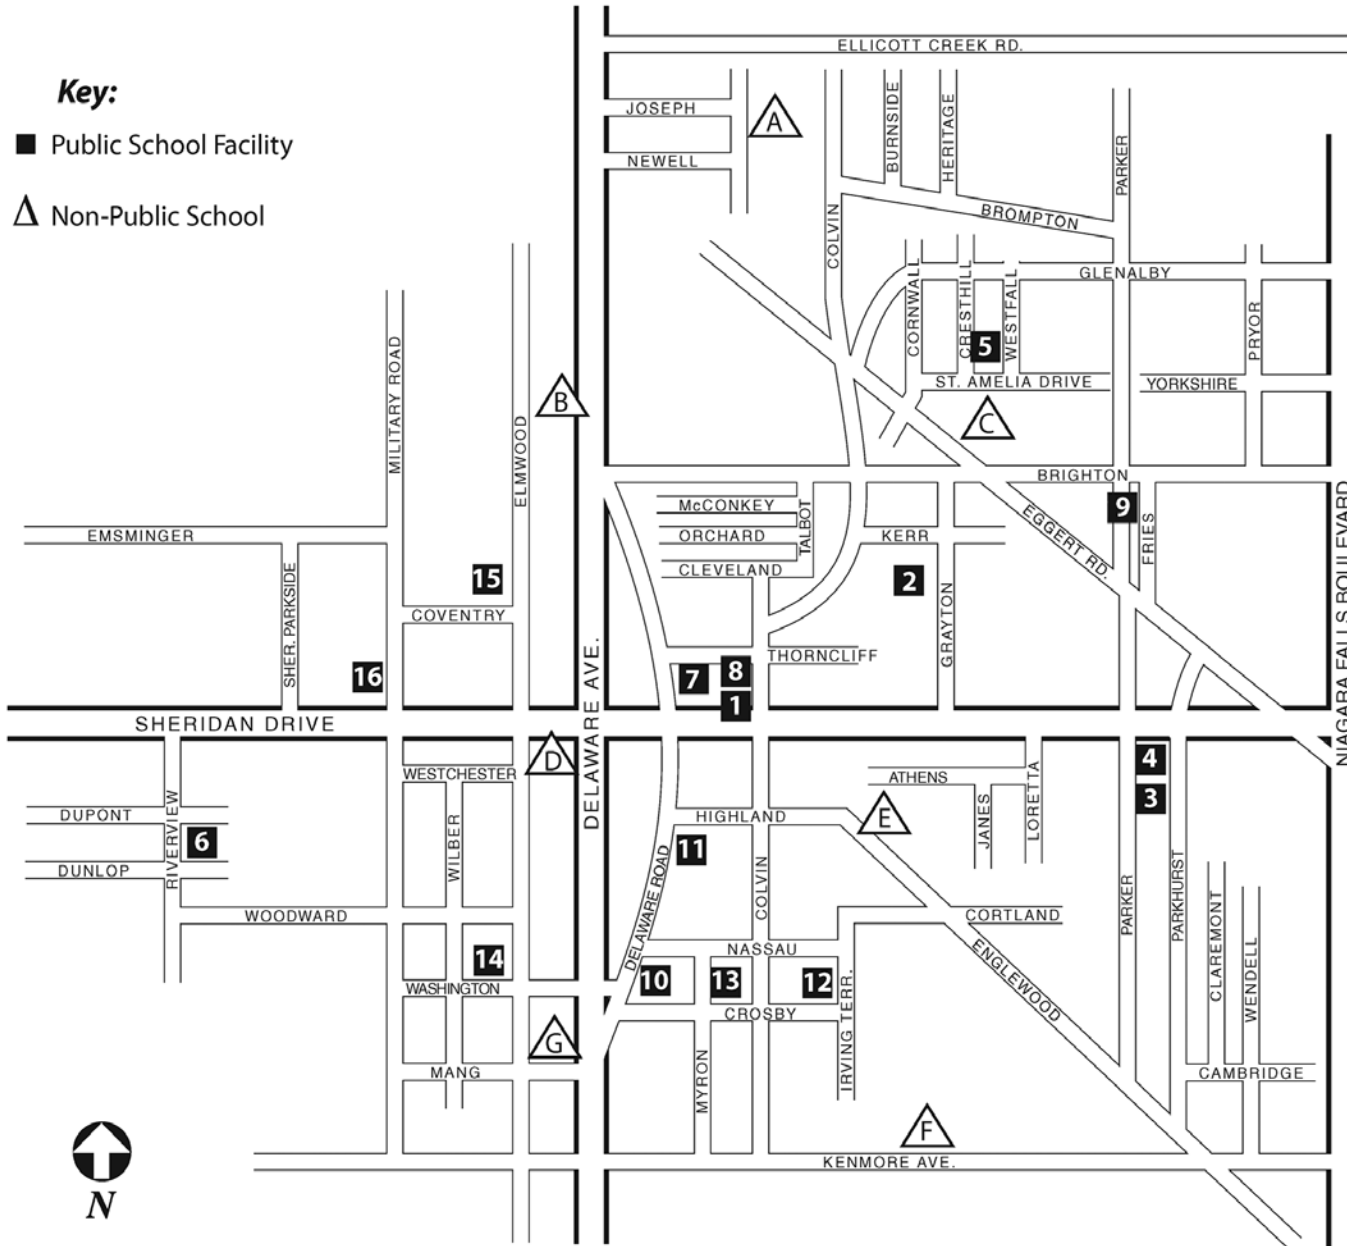 ELLICOTT CREEK RD.
Key:
JOSEPH
A
BURNSIDE
HERITAGE
PARKER
Public School Facility
NEWELL
Non-Public School
COLVIN
BROMPTON
GLENALBY
CORNWALL
CRESTHILL
WESTFALL
PRYOR
5
MILITARY ROAD
ST. AMELIA DRIVE
YORKSHIRE
B
C
ELMWOOD
BRIGHTON
McCONKEY
TALBOT
9
EGGERT RD.
FRIES
NIAGARA FALLS BOULEVARD
EMSMINGER
ORCHARD
KERR
CLEVELAND
15
2
COVENTRY
SHER. PARKSIDE
GRAYTON
THORNCLIFF
16
7
8
1
DELAWARE AVE.
SHERIDAN DRIVE
D
WESTCHESTER
4
ATHENS
LORETTA
3
DUPONT
RIVERVIEW
6
WILBER
HIGHLAND
E
JANES
11
DUNLOP
DELAWARE ROAD
COLVIN
PARKER
PARKHURST
WOODWARD
CORTLAND
CLAREMONT
WENDELL
NASSAU
14
10
13
12
ENGLEWOOD
WASHINGTON
CROSBY
IRVING TERR.
G
MANG
MYRON
CAMBRIDGE
F
KENMORE AVE.
N